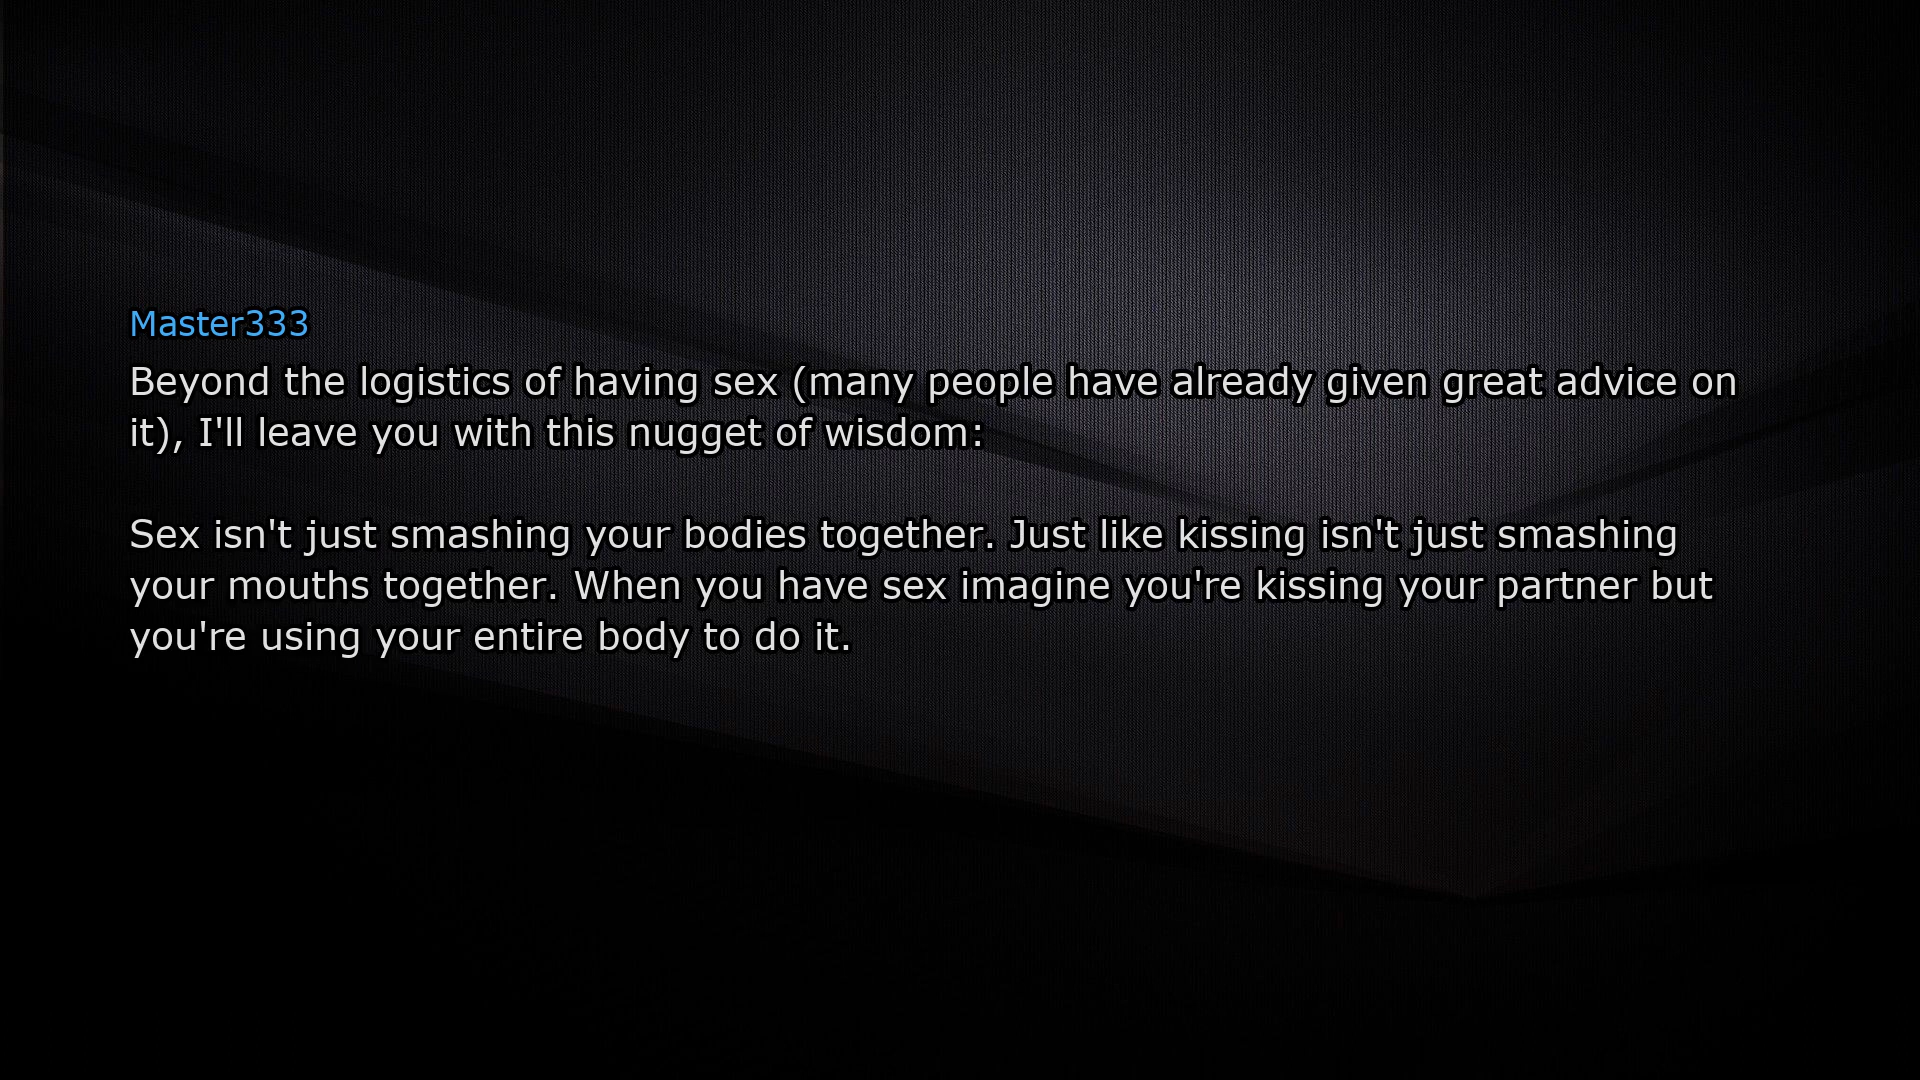 Master333
Beyond the logistics of having sex (many people have already given great advice on
it), I'll leave you with this nugget of wisdom:
Sex isn't just smashing your bodies together. Just like kissing isn't just smashing
your mouths together. When you have sex imagine you're kissing your partner but
you're using your entire body to do it.